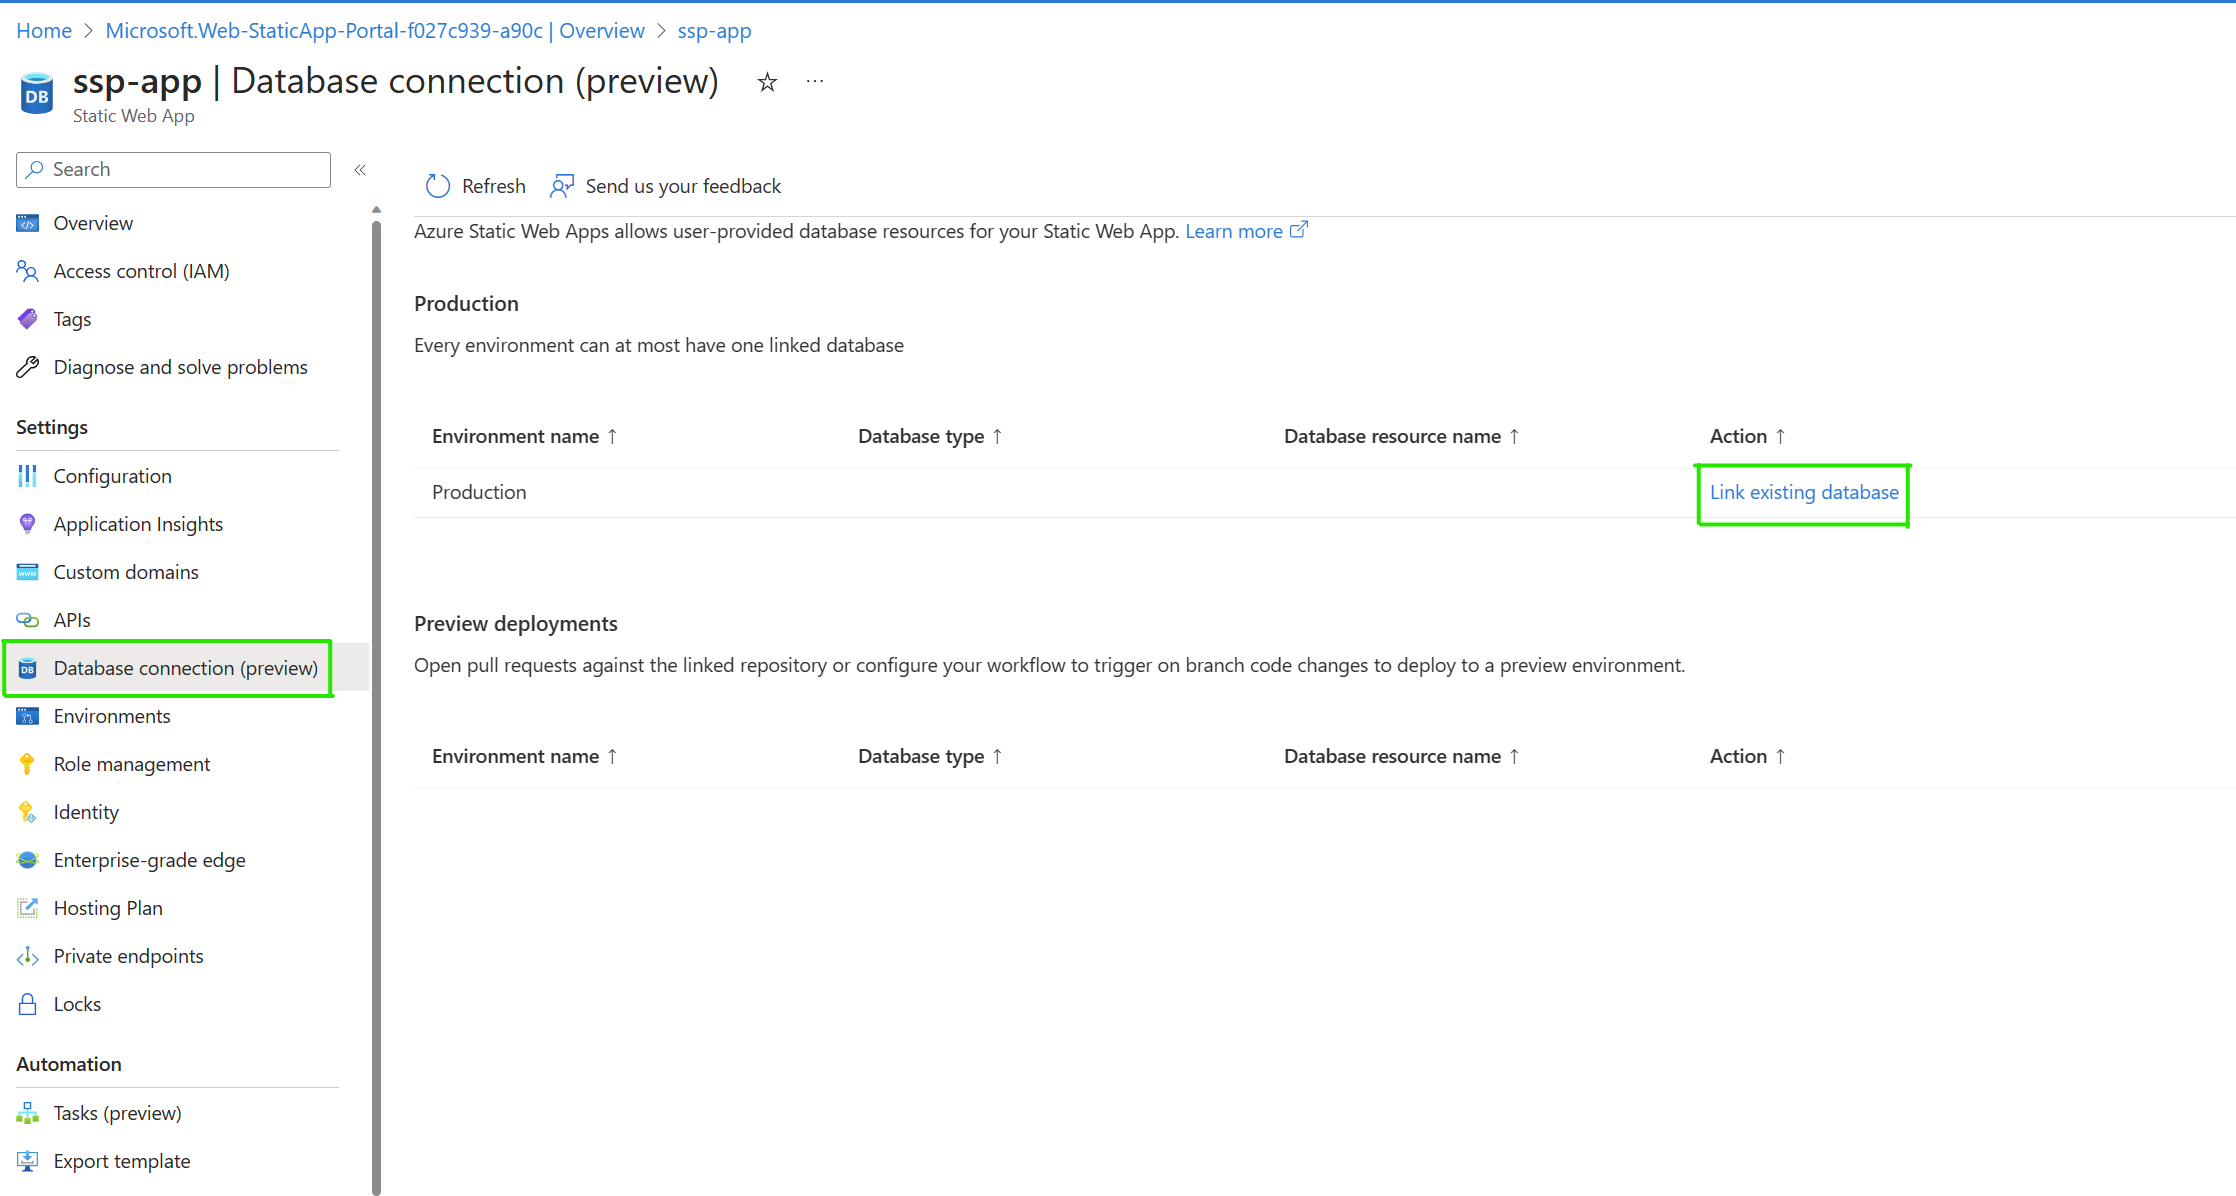 Home > Microsoft.Web-StaticApp-Portal-f027c939-a90c | Overview > ssp-app
DB
ssp-app | Database connection (preview) ☆ ···
Static Web App
Search «
Refresh Send us your feedback
Azure Static Web Apps allows user-provided database resources for your Static Web App. Learn more
Overview
Access control (IAM)
Tags
Diagnose and solve problems
Settings
Configuration
Application Insights
Custom domains
APIs
Database connection (preview)
Environments
Role management
Identity
Enterprise-grade edge
Hosting Plan
Private endpoints
Locks
Automation
Tasks (preview)
Export template
Production
Every environment can at most have one linked database
Environment name ↑ Database type ↑ Database resource name ↑ Action ↑
Production Link existing database
Preview deployments
Open pull requests against the linked repository or configure your workflow to trigger on branch code changes to deploy to a preview environment.
Environment name ↑ Database type ↑ Database resource name ↑ Action ↑